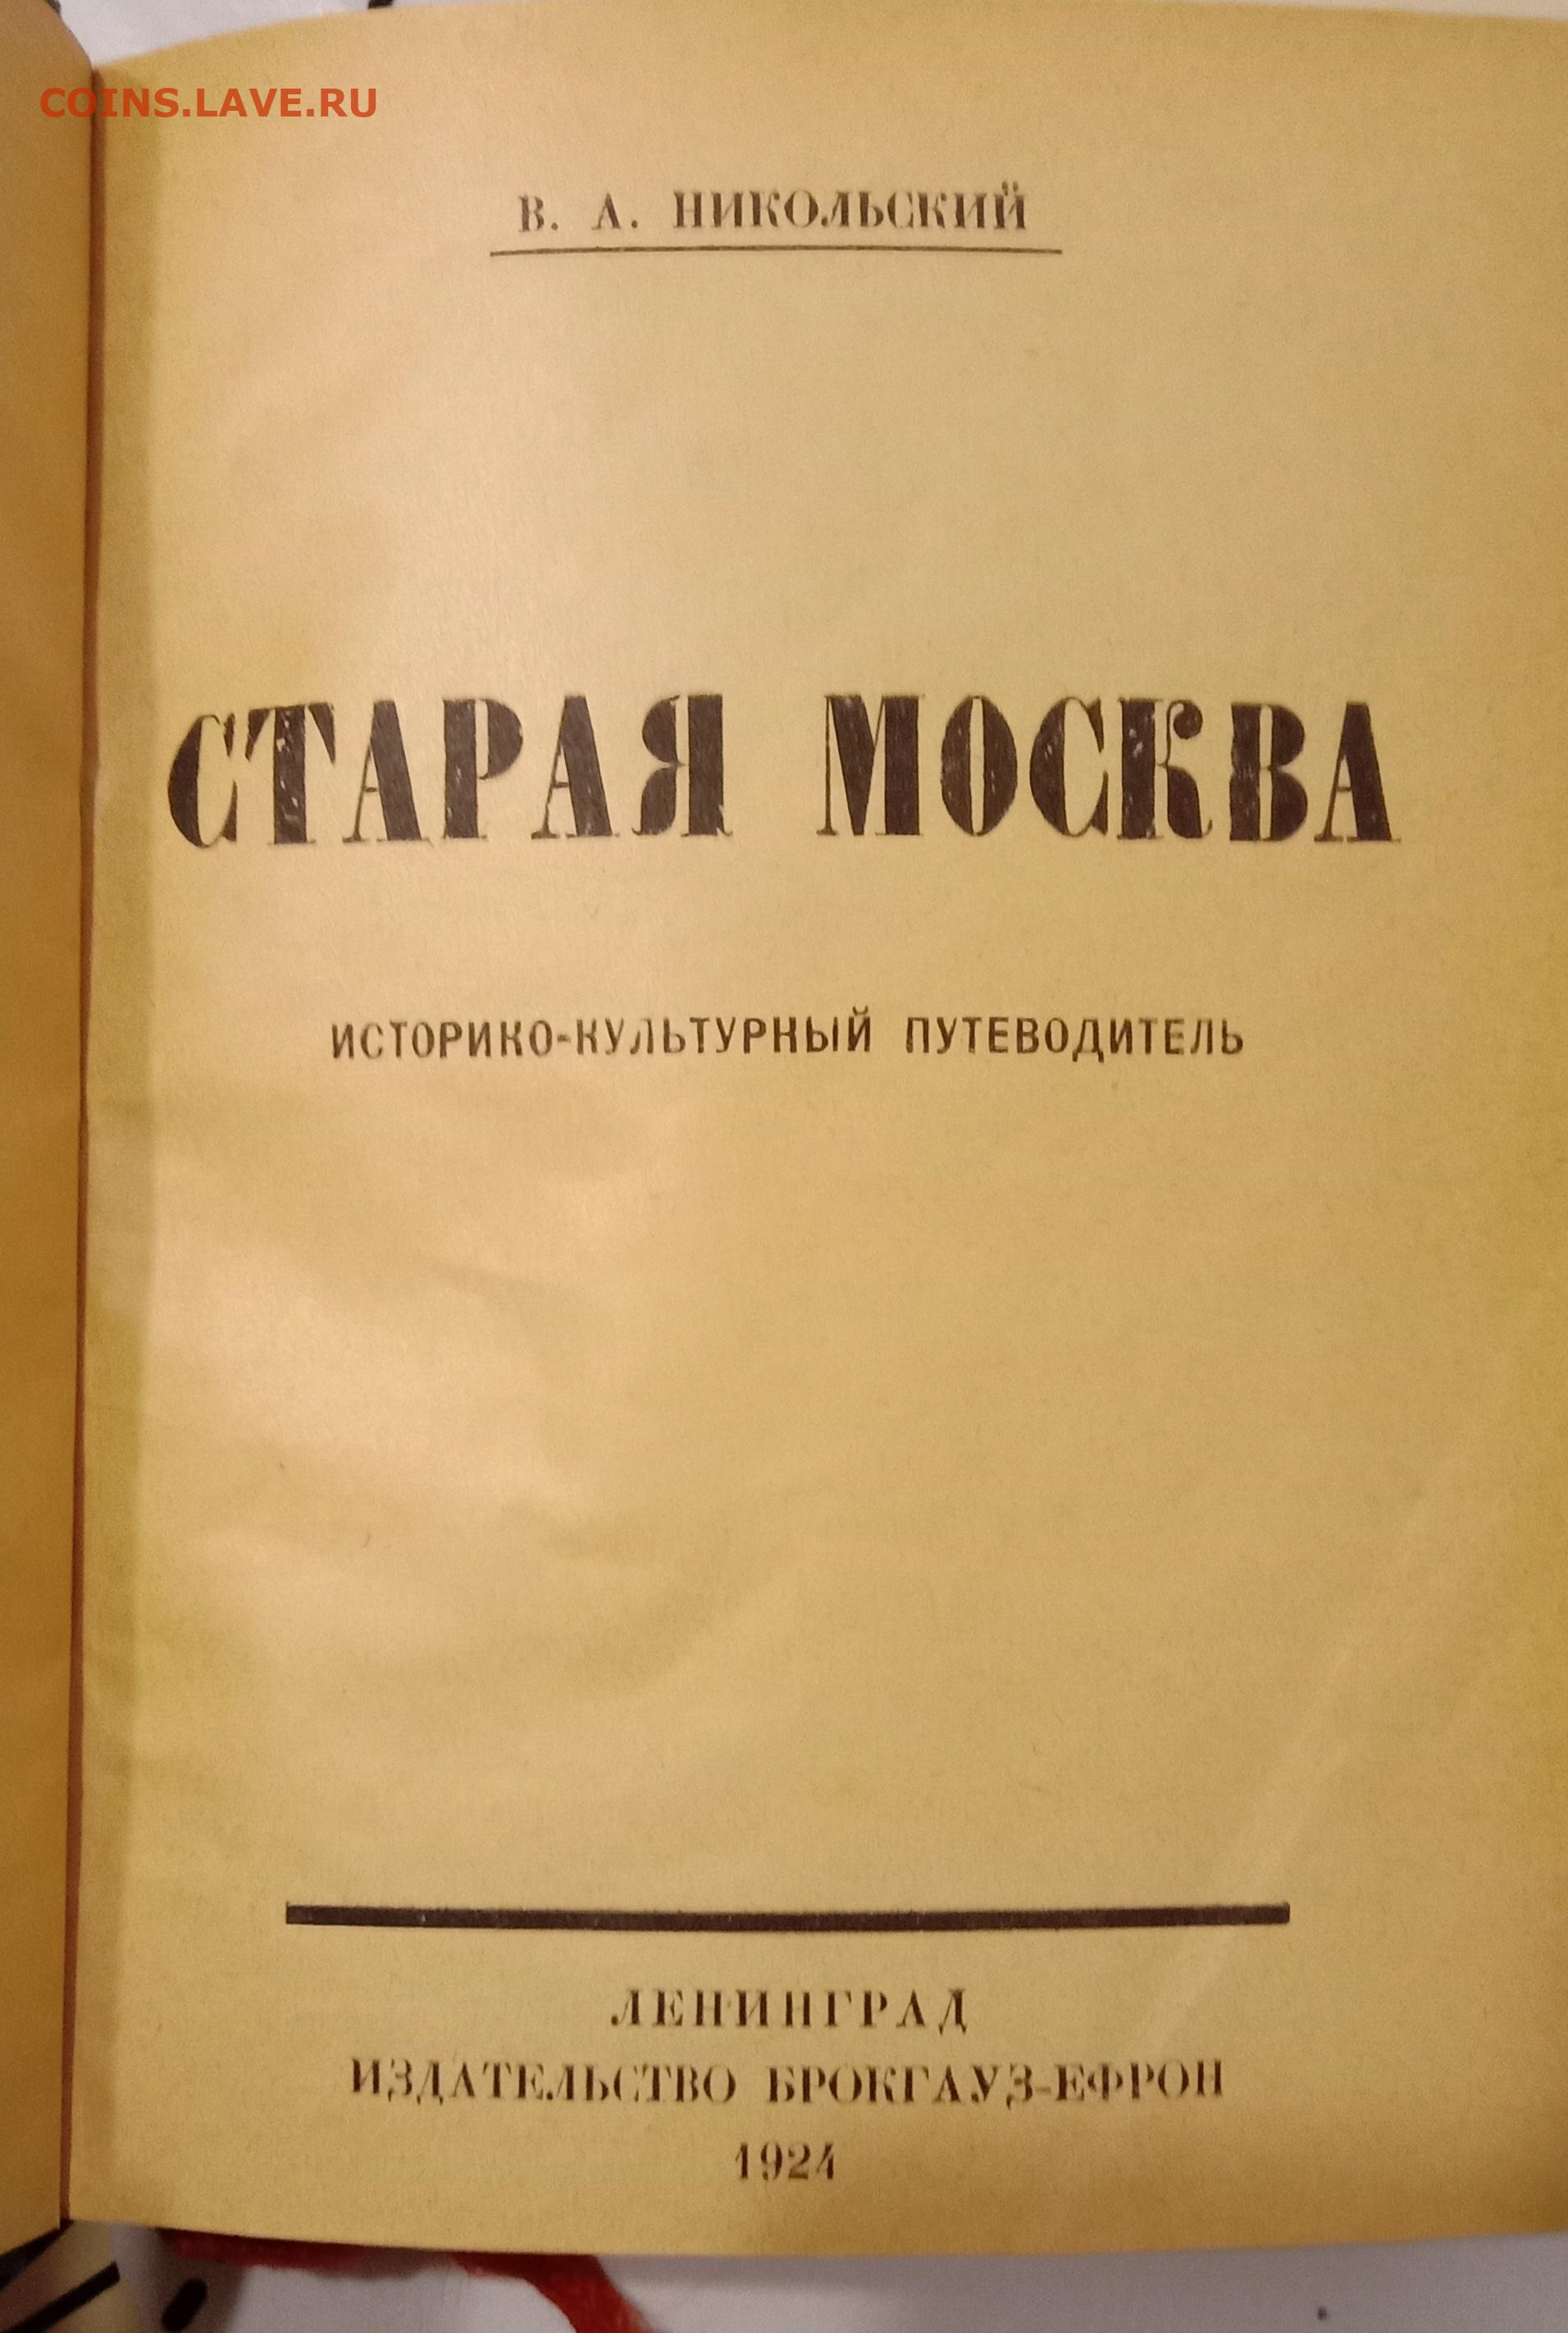 COINS.LAVE.RU
В. А. НИКОЛЬСКИЙ
СТАРАЯ МОСКВА
ИСТОРИКО-КУЛЬТУРНЫЙ ПУТЕВОДИТЕЛЬ
ЛЕНИНГРАД
ИЗДАТЕЛЬСТВО БРОКГАУЗ-ЕФРОН
1924